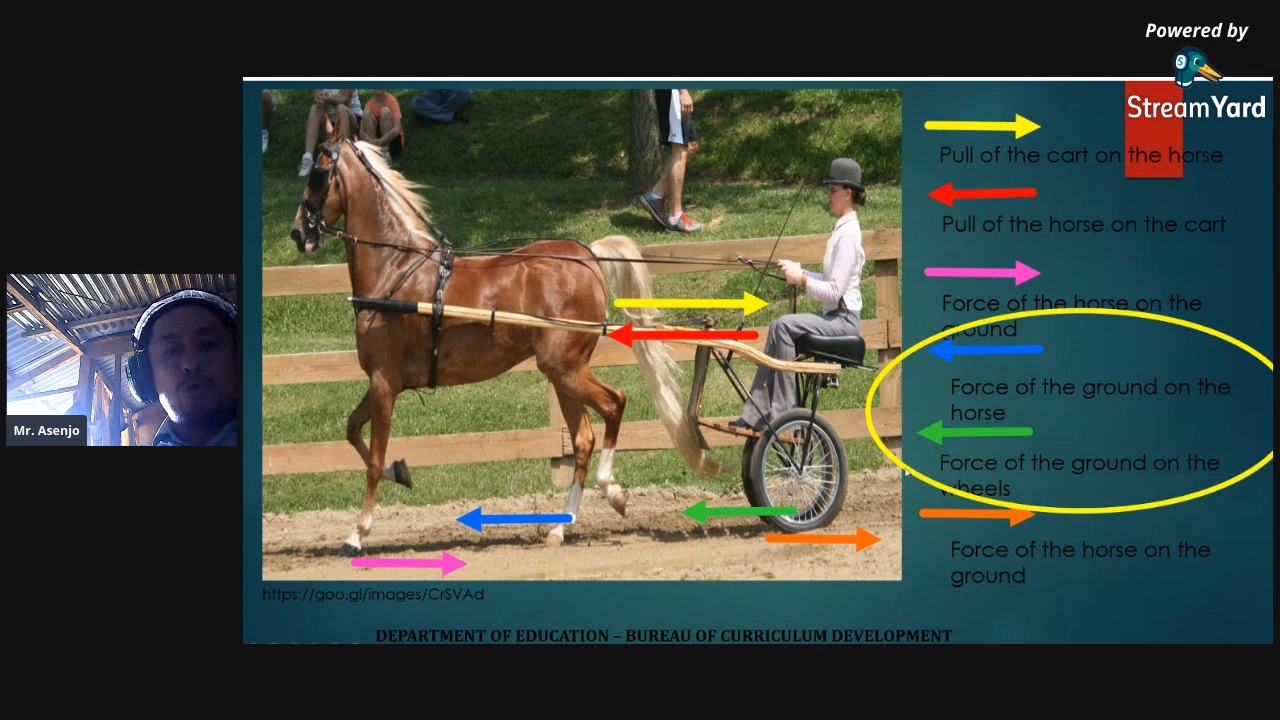 Powered by
StreamYard
Pull of the cart on the horse
Pull of the horse on the cart
Force of the horse on the
ground
Force of the ground on the
horse
Force of the ground on the
wheels
Force of the horse on the
ground
Mr. Asenjo
https://goo.gl/images/CrSVAd
DEPARTMENT OF EDUCATION – BUREAU OF CURRICULUM DEVELOPMENT